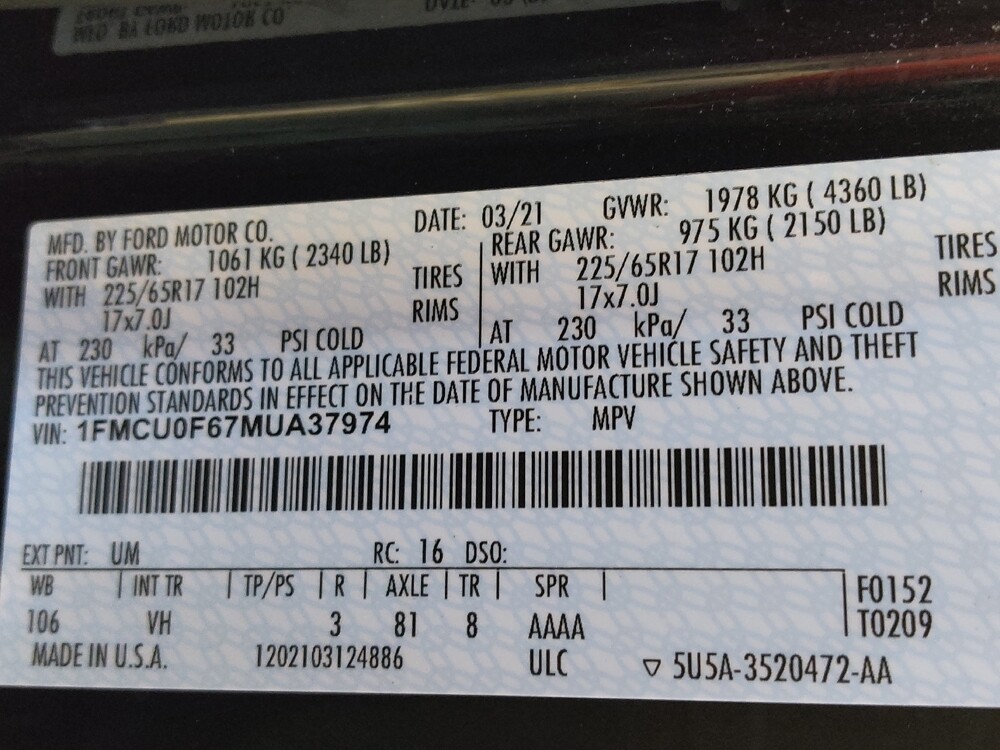 MFD. BY FORD MOTOR CO.
DATE: 03/21 GVWR: 1978 KG ( 4360 LB)
FRONT GAWR: 1061 KG ( 2340 LB)
WITH 225/65R17 102H TIRES
17x7.0J RIMS
AT 230 kPa/ 33 PSI COLD
REAR GAWR: 975 KG ( 2150 LB)
WITH 225/65R17 102H TIRES
17x7.0J RIMS
AT 230 kPa/ 33 PSI COLD
THIS VEHICLE CONFORMS TO ALL APPLICABLE FEDERAL MOTOR VEHICLE SAFETY AND THEFT
PREVENTION STANDARDS IN EFFECT ON THE DATE OF MANUFACTURE SHOWN ABOVE.
VIN: 1FMCU0F67MUA37974 TYPE: MPV
EXT PNT: UM RC: 16 DSO:
WB INT TR TP/PS R AXLE TR SPR
106 VH 3 81 8 AAAA
F0152
T0209
MADE IN U.S.A. 1202103124886 ULC ▽ 5U5A-3520472-AA